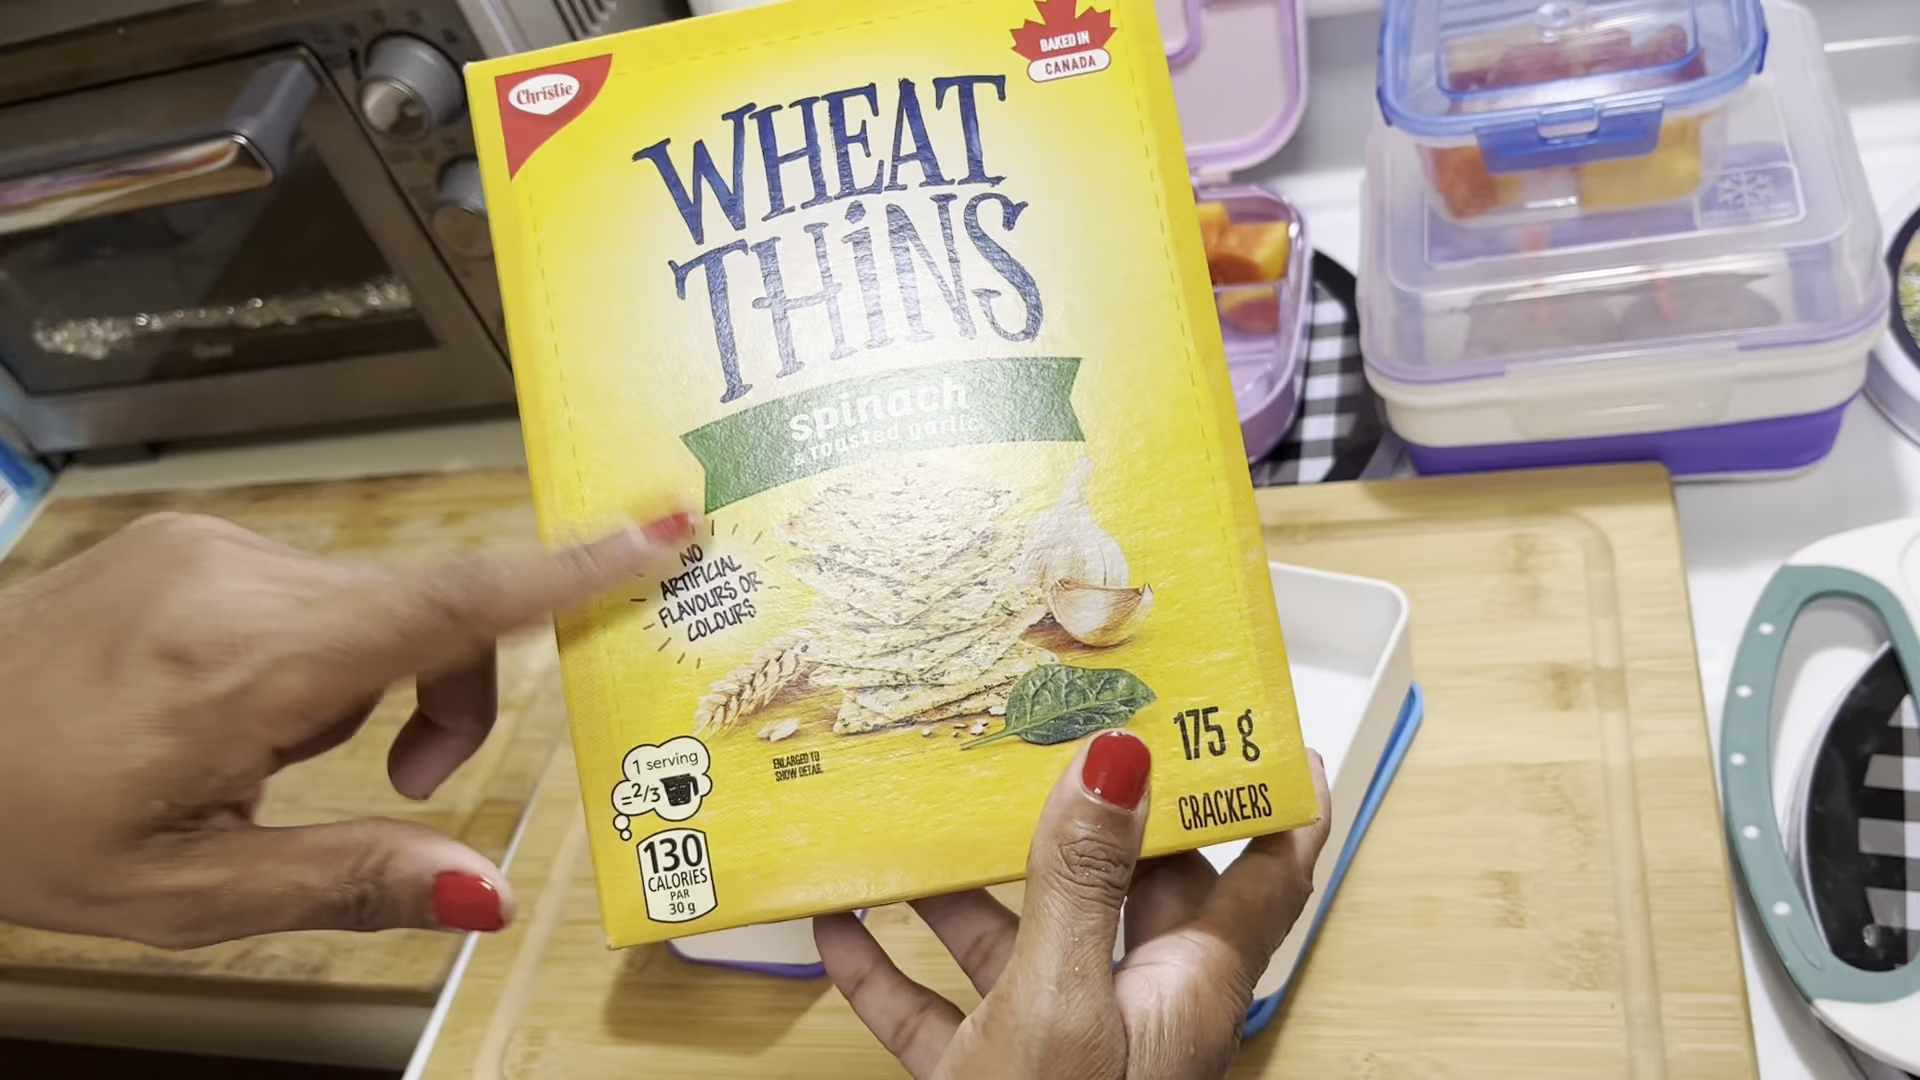 Christie
BAKED IN
CANADA
WHEAT
THiNS
spinach
& roasted garlic
NO
ARTIFICIAL
FLAVOURS OR
COLOURS
1 serving
=2/3
ENLARGED TO
SHOW DETAIL
175 g
CRACKERS
130
CALORIES
PAR
30 g